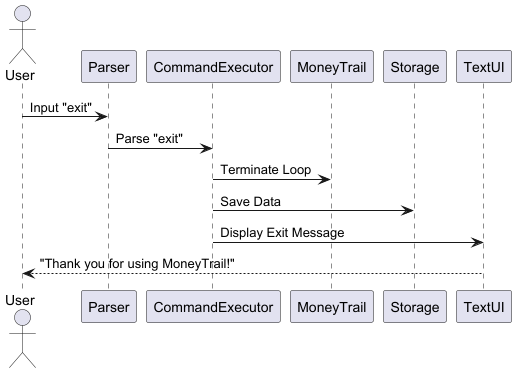 User
Parser
CommandExecutor
MoneyTrail
Storage
TextUI
Input "exit"
Parse "exit"
Terminate Loop
Save Data
Display Exit Message
"Thank you for using MoneyTrail!"
User
Parser
CommandExecutor
MoneyTrail
Storage
TextUI